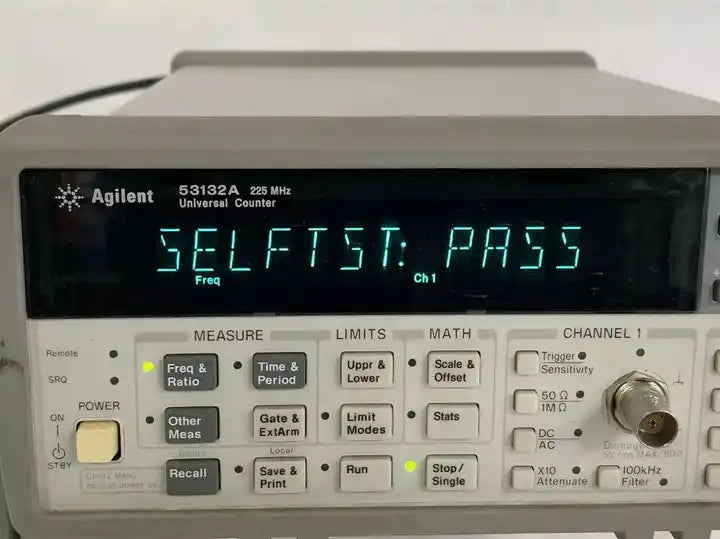 Agilent
53132A 225 MHz
Universal Counter
SELFTST: PASS
Freq
Ch1
MEASURE
LIMITS
MATH
CHANNEL 1
Remote
SRQ
POWER
ON
STBY
Freq &
Ratio
Time &
Period
Uppr &
Lower
Scale &
Offset
Other
Meas
Gate &
ExtArm
Limit
Modes
Stats
Utility
Recall
Local
Save &
Print
Run
Stop/
Single
Trigger
Sensitivity
50 Ω
1M Ω
DC
AC
X10
Attenuate
100kHz
Filter